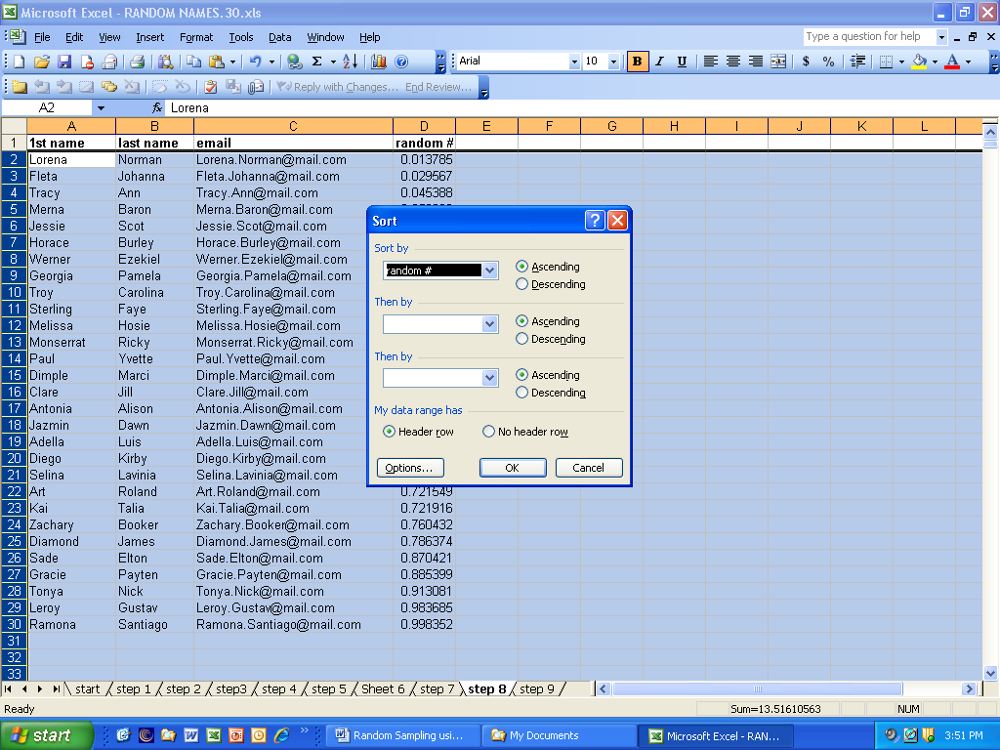 Microsoft Excel - RANDOM NAMES.30.xls
File Edit View Insert Format Tools Data Window Help Type a question for help
Arial 10 B I U $ %
Reply with Changes... End Review...
A2 fx Lorena
A B C D E F G H I J K L
1 1st name last name email random #
2 Lorena Norman Lorena.Norman@mail.com 0.013785
3 Fleta Johanna Fleta.Johanna@mail.com 0.029567
4 Tracy Ann Tracy.Ann@mail.com 0.045388
5 Merna Baron Merna.Baron@mail.com
6 Jessie Scot Jessie.Scot@mail.com
7 Horace Burley Horace.Burley@mail.com
8 Werner Ezekiel Werner.Ezekiel@mail.com
9 Georgia Pamela Georgia.Pamela@mail.com
10 Troy Carolina Troy.Carolina@mail.com
11 Sterling Faye Sterling.Faye@mail.com
12 Melissa Hosie Melissa.Hosie@mail.com
13 Monserrat Ricky Monserrat.Ricky@mail.com
14 Paul Yvette Paul.Yvette@mail.com
15 Dimple Marci Dimple.Marci@mail.com
16 Clare Jill Clare.Jill@mail.com
17 Antonia Alison Antonia.Alison@mail.com
18 Jazmin Dawn Jazmin.Dawn@mail.com
19 Adella Luis Adella.Luis@mail.com
20 Diego Kirby Diego.Kirby@mail.com
21 Selina Lavinia Selina.Lavinia@mail.com
22 Art Roland Art.Roland@mail.com 0.721549
23 Kai Talia Kai.Talia@mail.com 0.721916
24 Zachary Booker Zachary.Booker@mail.com 0.760432
25 Diamond James Diamond.James@mail.com 0.786374
26 Sade Elton Sade.Elton@mail.com 0.870421
27 Gracie Payten Gracie.Payten@mail.com 0.885399
28 Tonya Nick Tonya.Nick@mail.com 0.913081
29 Leroy Gustav Leroy.Gustav@mail.com 0.983685
30 Ramona Santiago Ramona.Santiago@mail.com 0.998352
31
32
33
Sort
Sort by
random # Ascending
Descending
Then by
Ascending
Descending
Then by
Ascending
Descending
My data range has
Header row No header row
Options... OK Cancel
start step 1 step 2 step3 step 4 step 5 Sheet 6 step 7 step 8 step 9
Ready Sum=13.51610563 NUM
start Random Sampling usi... My Documents Microsoft Excel - RAN... 3:51 PM